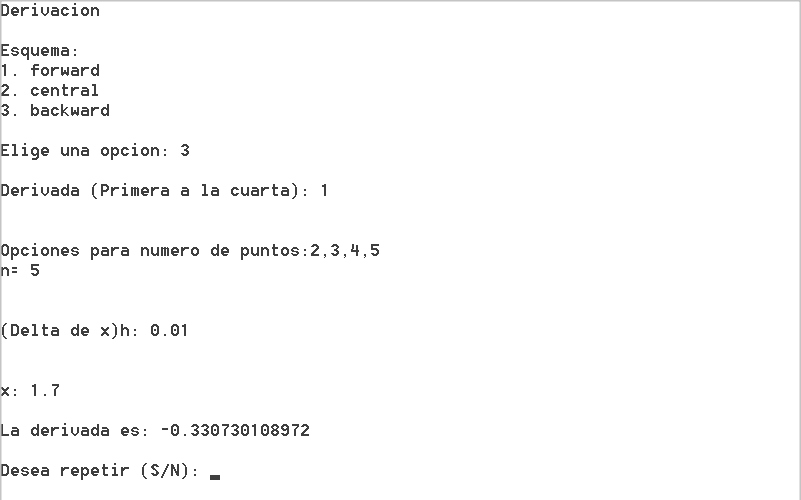 Derivacion
Esquema:
1. forward
2. central
3. backward
Elige una opcion: 3
Derivada (Primera a la cuarta): 1
Opciones para numero de puntos:2,3,4,5
n= 5
(Delta de x)h: 0.01
x: 1.7
La derivada es: -0.330730108972
Desea repetir (S/N): _